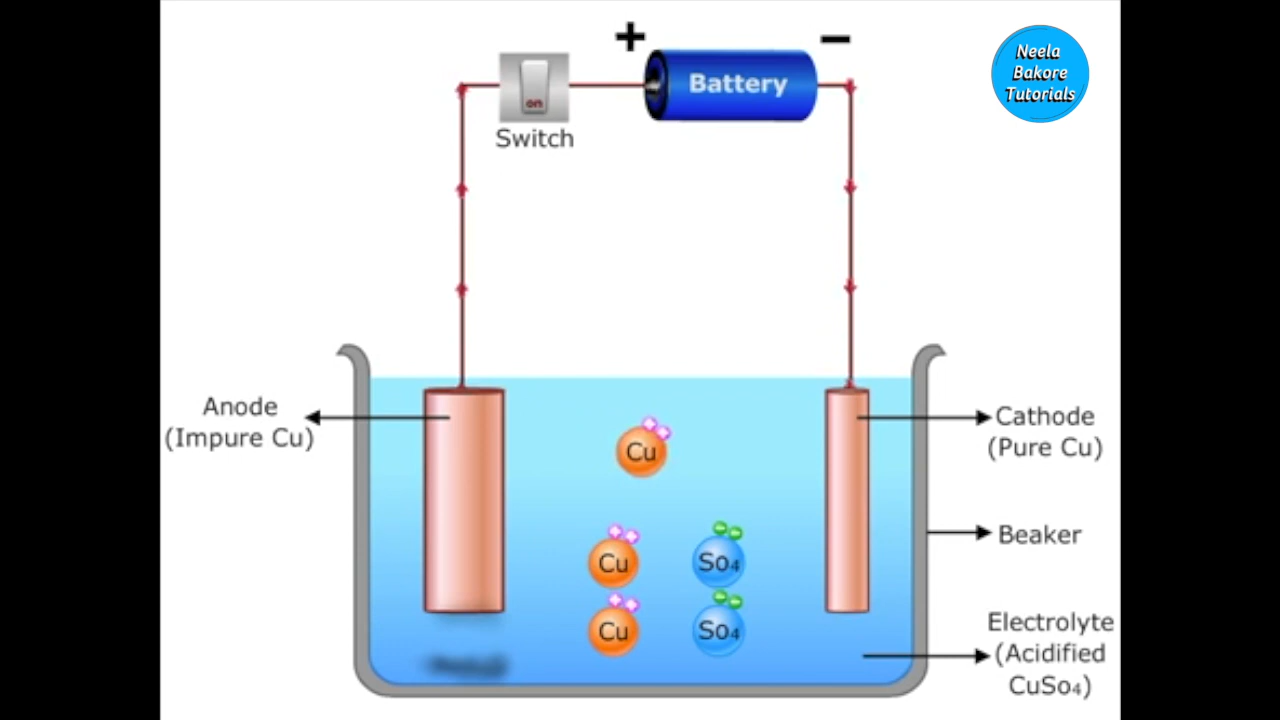 +
−
Battery
on
Switch
Neela
Bakore
Tutorials
Anode
(Impure Cu)
Cu
Cu
So₄
Cu
So₄
Cathode
(Pure Cu)
Beaker
Electrolyte
(Acidified
CuSo₄)